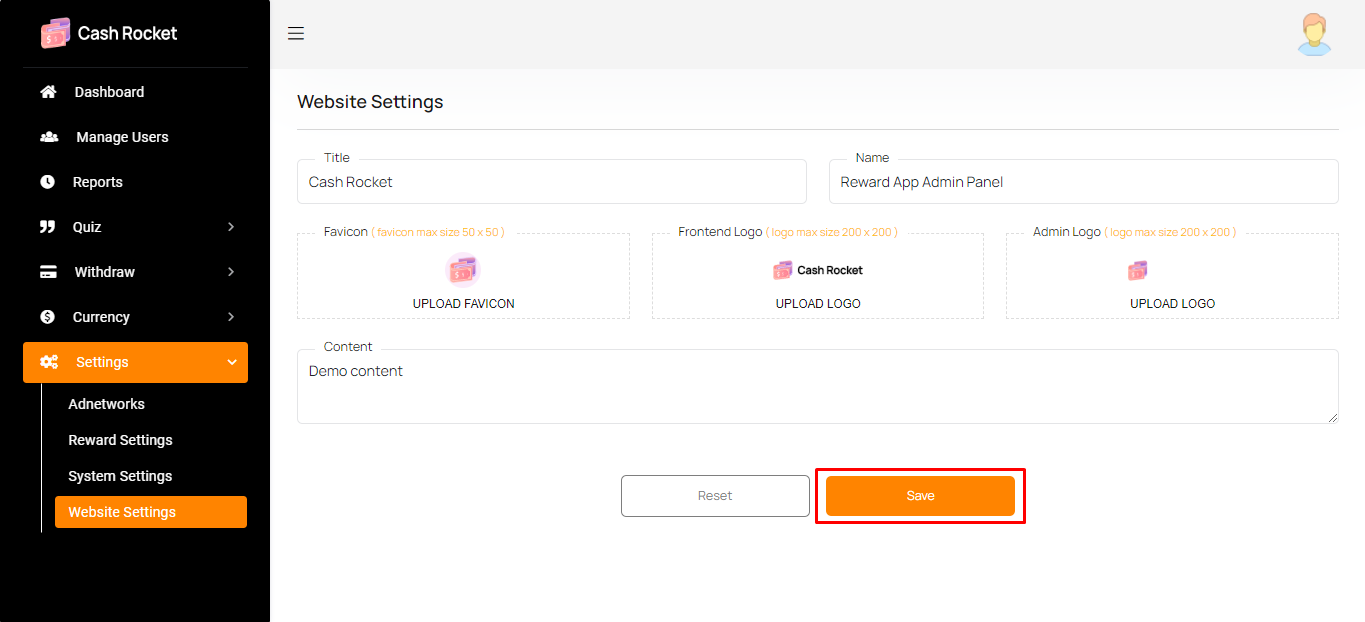 Cash Rocket
Dashboard
Manage Users
Reports
Quiz
Withdraw
Currency
Settings
Adnetworks
Reward Settings
System Settings
Website Settings
Website Settings
Title
Cash Rocket
Name
Reward App Admin Panel
Favicon ( favicon max size 50 x 50 )
UPLOAD FAVICON
Frontend Logo ( logo max size 200 x 200 )
Cash Rocket
UPLOAD LOGO
Admin Logo ( logo max size 200 x 200 )
UPLOAD LOGO
Content
Demo content
Reset
Save